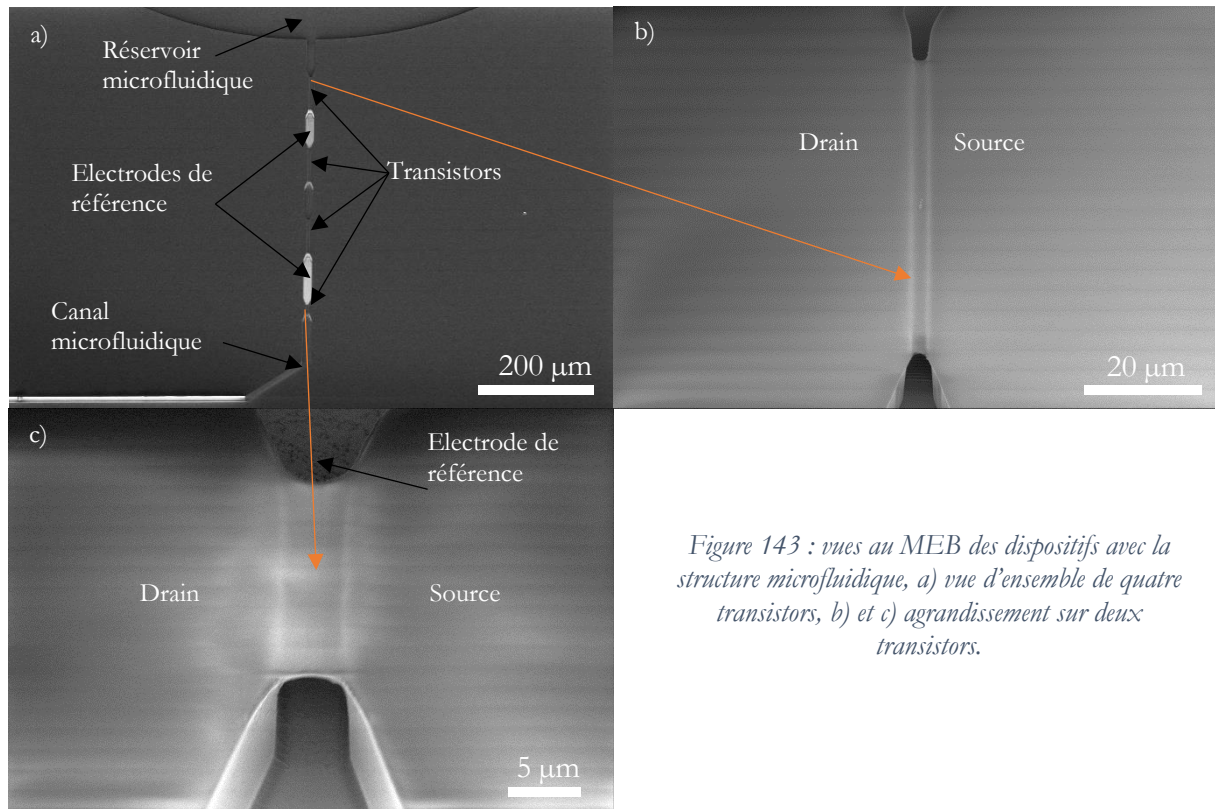 a)
Réservoir
microfluidique
Electrodes de
référence
Transistors
Canal
microfluidique
200 µm
b)
Drain
Source
20 µm
c)
Electrode de
référence
Drain
Source
5 µm
Figure 143 : vues au MEB des dispositifs avec la
structure microfluidique, a) vue d'ensemble de quatre
transistors, b) et c) agrandissement sur deux
transistors.